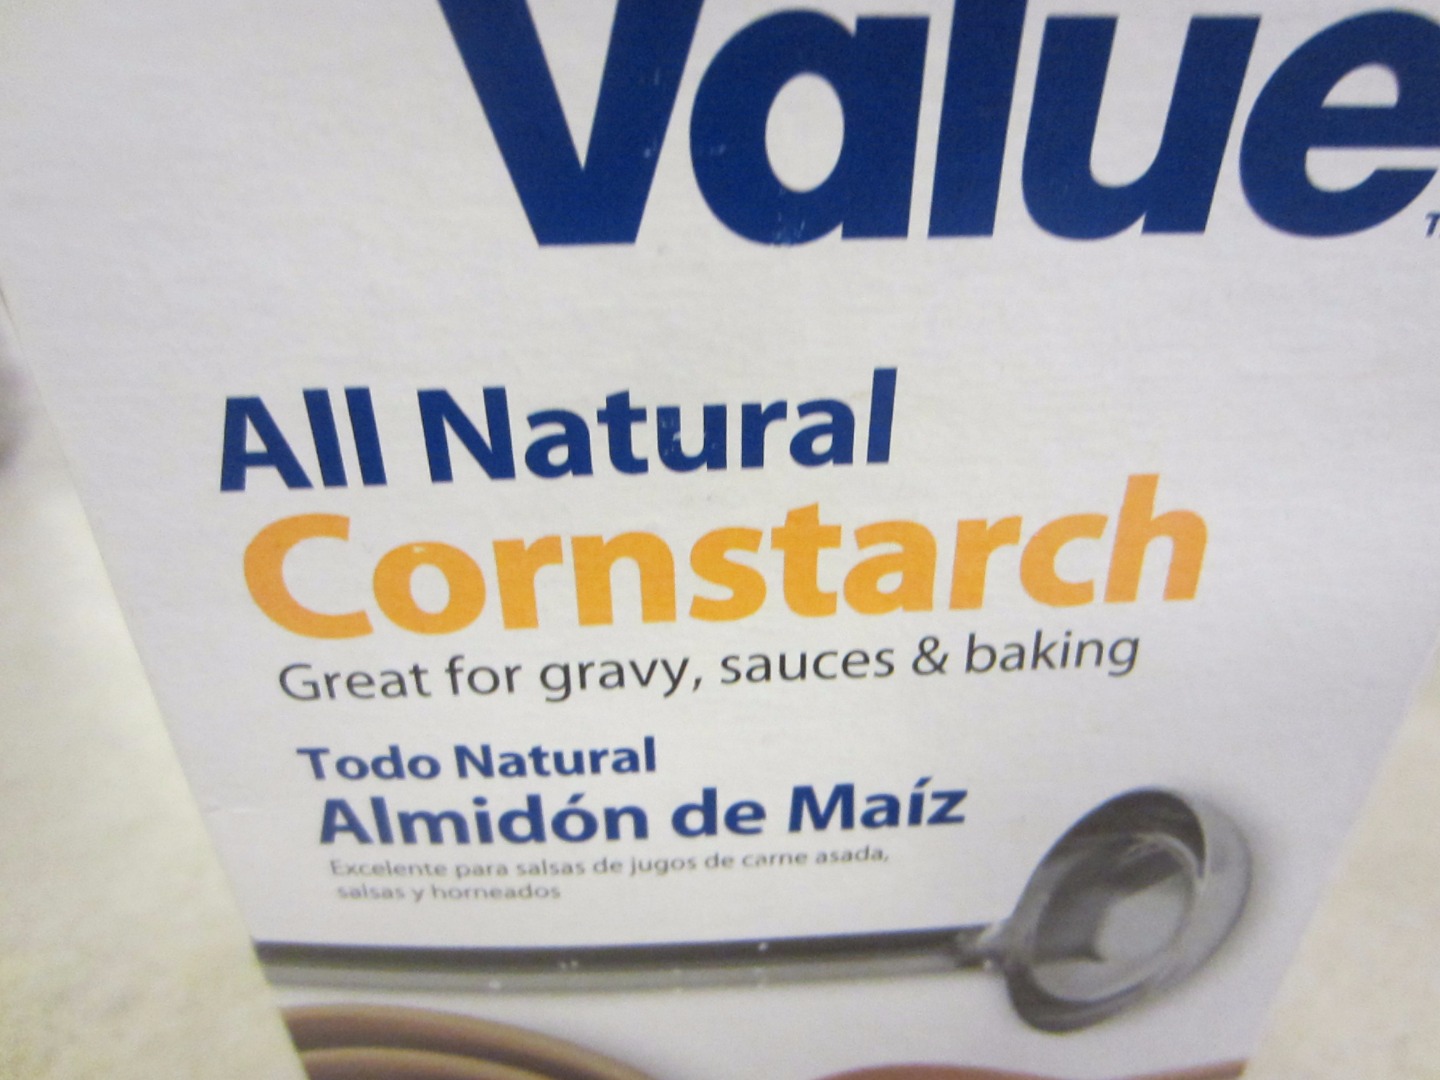 Value
All Natural
Cornstarch
Great for gravy, sauces & baking
Todo Natural
Almidón de Maíz
Excelente para salsas de jugos de carne asada,
salsas y horneados